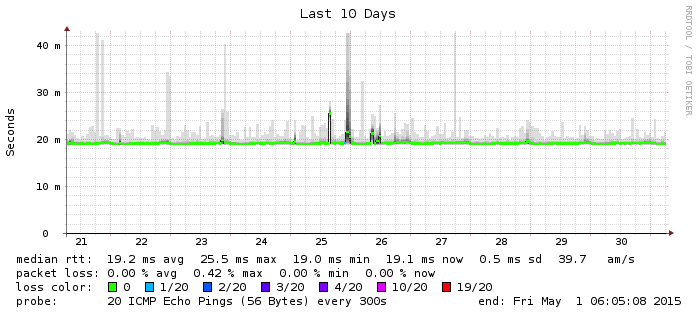 Last 10 Days
RRDTOOL / TOBI OETIKER
Seconds
40 m
30 m
20 m
10 m
0
21 22 23 24 25 26 27 28 29 30
median rtt: 19.2 ms avg 25.5 ms max 19.0 ms min 19.1 ms now 0.5 ms sd 39.7 am/s
packet loss: 0.00 % avg 0.42 % max 0.00 % min 0.00 % now
loss color: 0 1/20 2/20 3/20 4/20 10/20 19/20
probe: 20 ICMP Echo Pings (56 Bytes) every 300s end: Fri May 1 06:05:08 2015